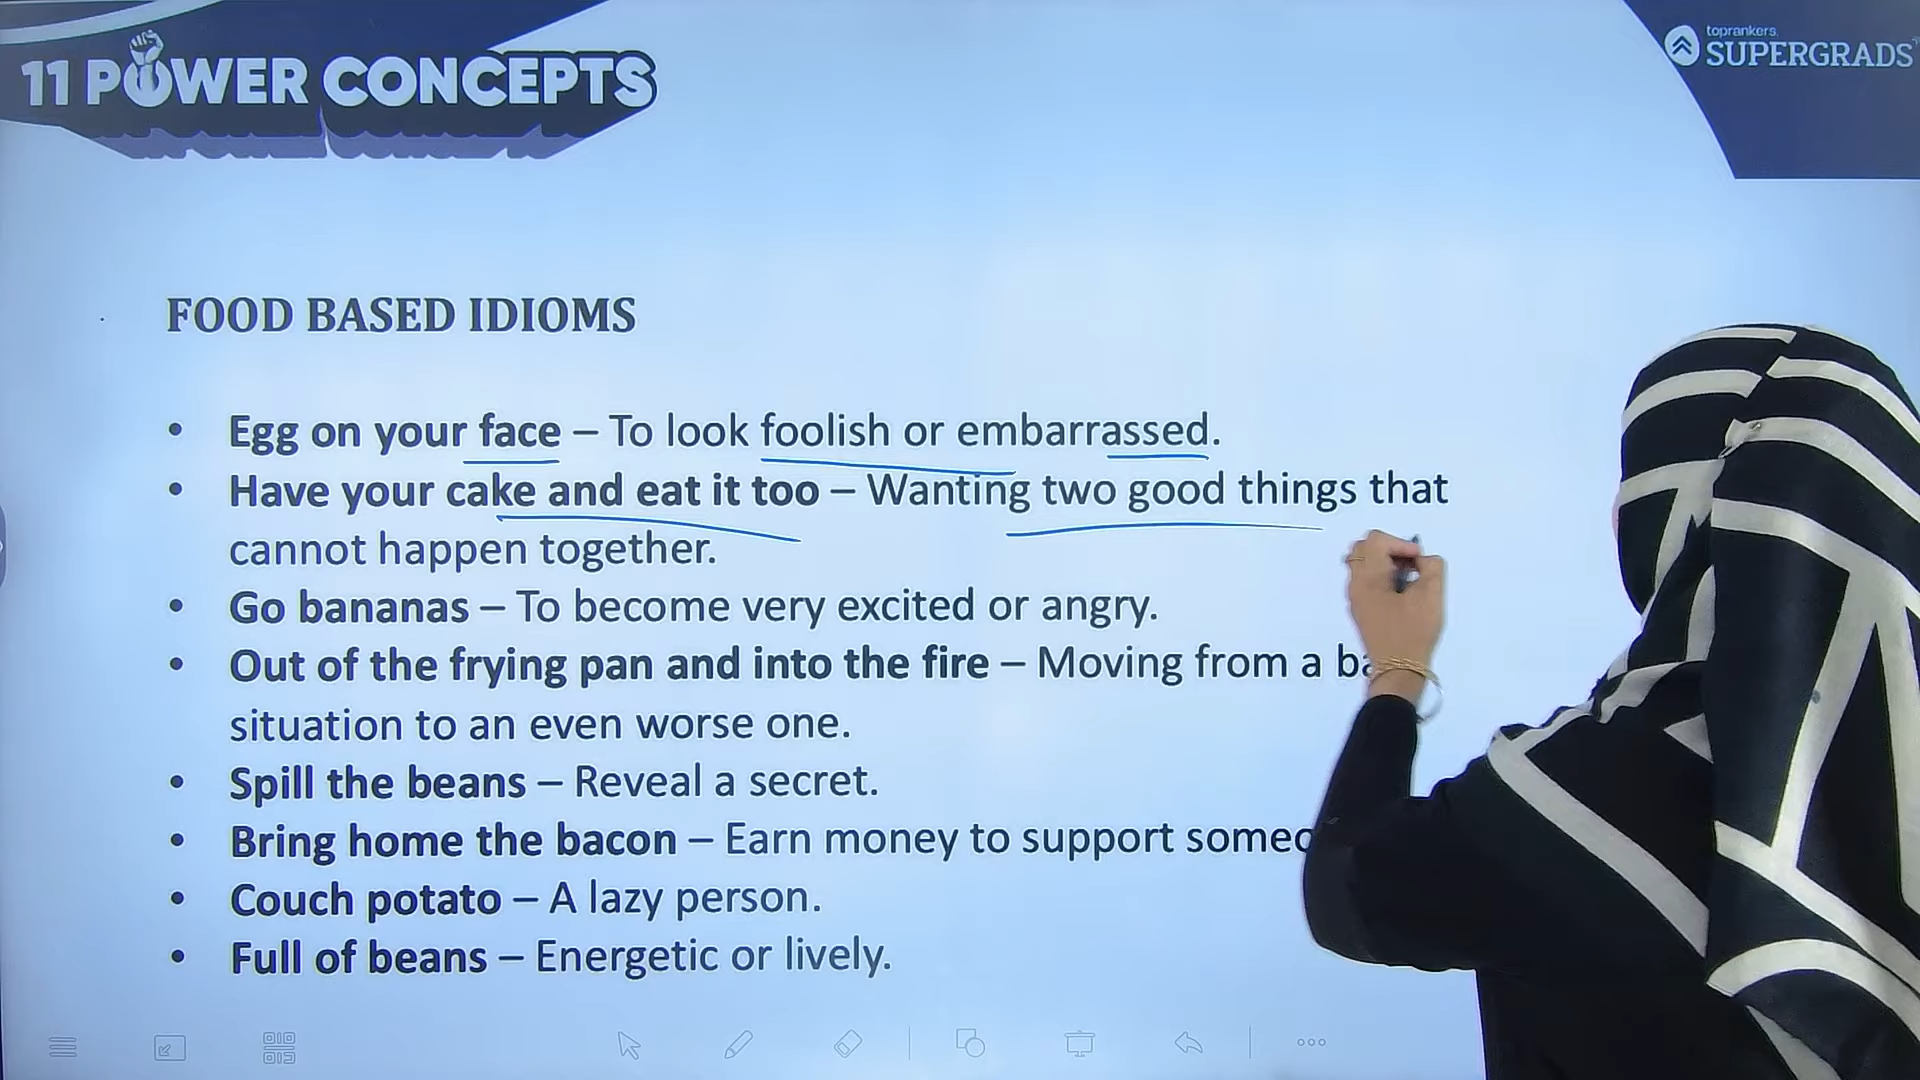 11 POWER CONCEPTS
toprankers
SUPERGRADS
FOOD BASED IDIOMS
• Egg on your face – To look foolish or embarrassed.
• Have your cake and eat it too – Wanting two good things that
cannot happen together.
• Go bananas – To become very excited or angry.
• Out of the frying pan and into the fire – Moving from a
situation to an even worse one.
• Spill the beans – Reveal a secret.
• Bring home the bacon – Earn money to support
• Couch potato – A lazy person.
• Full of beans – Energetic or lively.